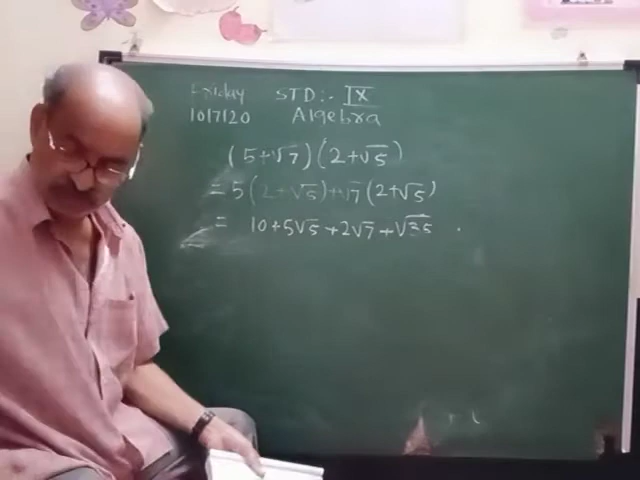 Friday STD:- IX
10/7/20 Algebra
(5+√7)(2+√5)
=5(2+√5)+√7(2+√5)
= 10+5√5+2√7+√35 .